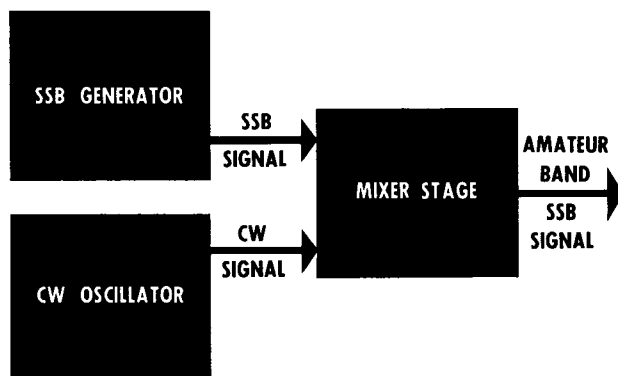 SSB GENERATOR
SSB
SIGNAL
CW OSCILLATOR
CW
SIGNAL
MIXER STAGE
AMATEUR
BAND
SSB
SIGNAL